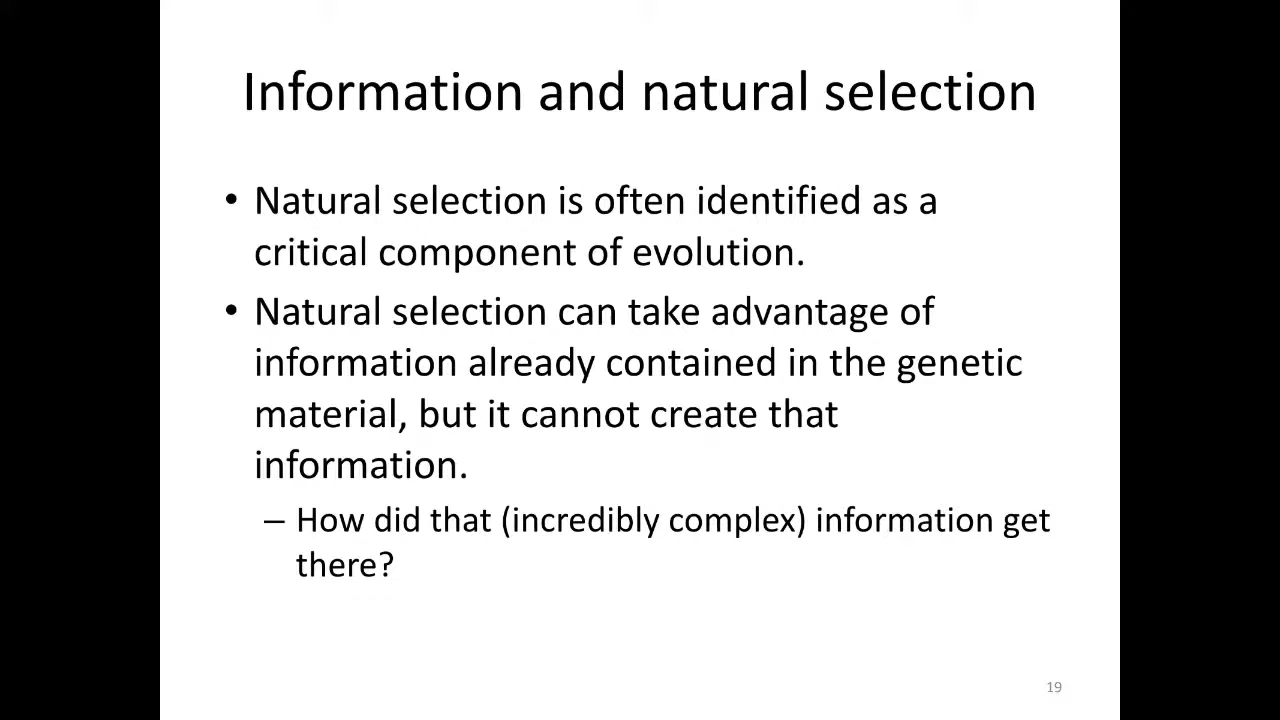 Information and natural selection
• Natural selection is often identified as a
critical component of evolution.
• Natural selection can take advantage of
information already contained in the genetic
material, but it cannot create that
information.
– How did that (incredibly complex) information get
there?
19